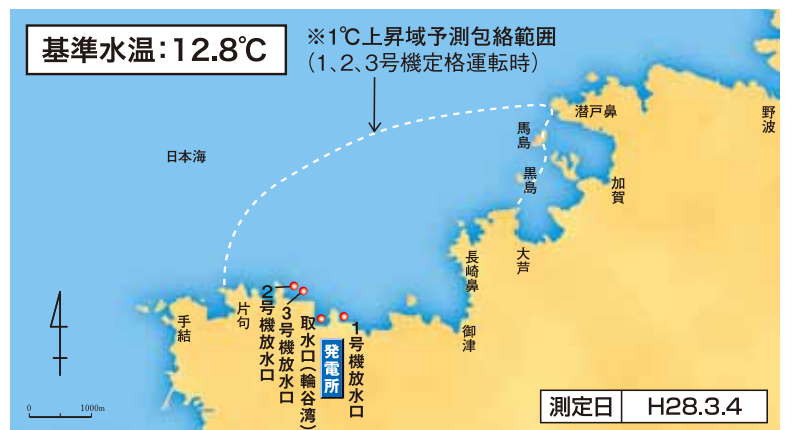 基準水温:12.8℃
※1℃上昇域予測包絡範囲
(1、2、3号機定格運転時)
日本海
潜戸鼻
野波
馬島
黒島
加賀
大芦
長崎鼻
御津
手結
片句
2号機放水口
3号機放水口
取水口(輪谷湾)
発電所
1号機放水口
0 1000m
測定日 H28.3.4